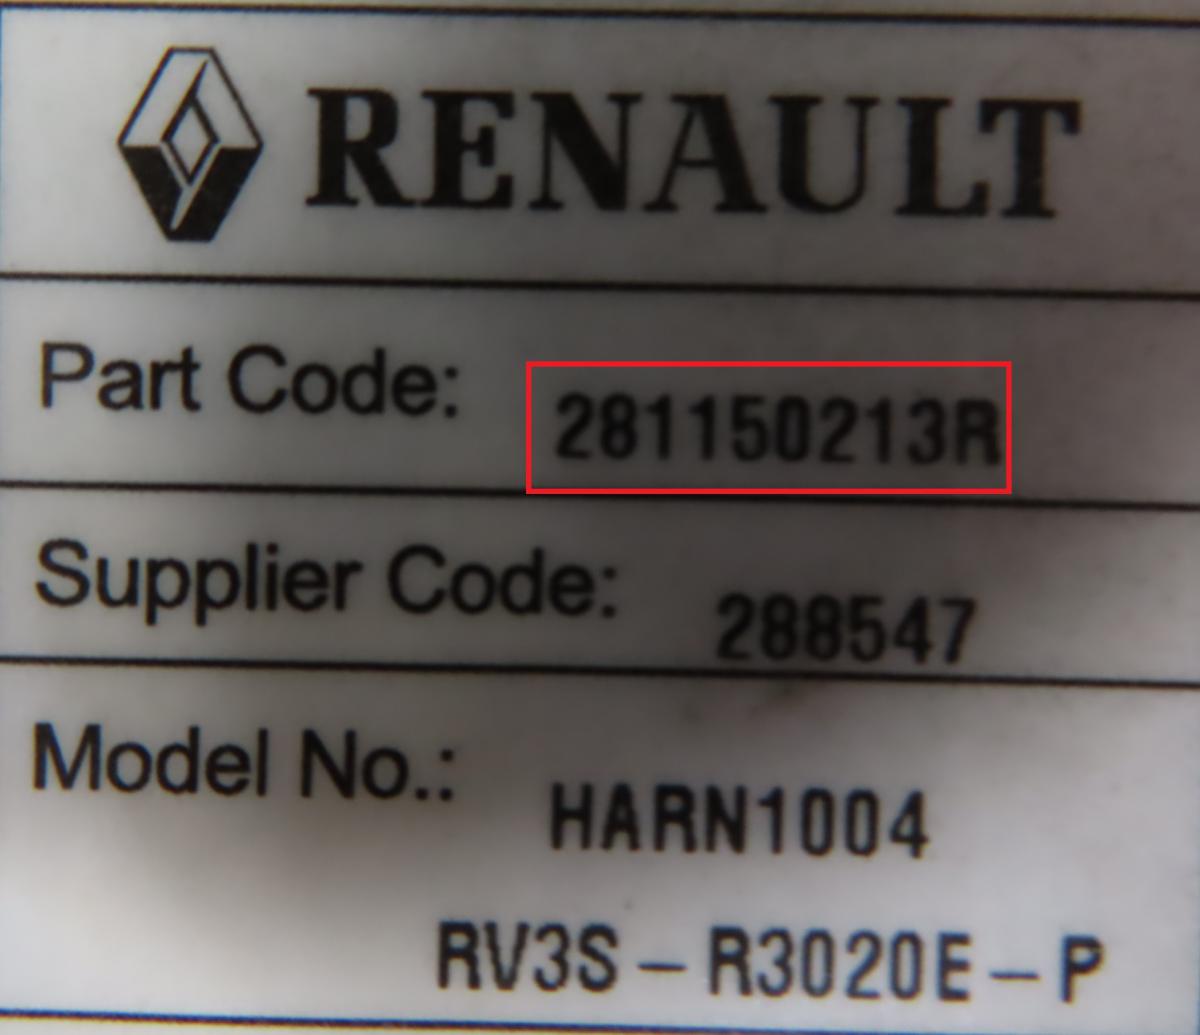 RENAULT
Part Code: 281150213R
Supplier Code: 288547
Model No.: HARN1004
RV3S-R3020E-P